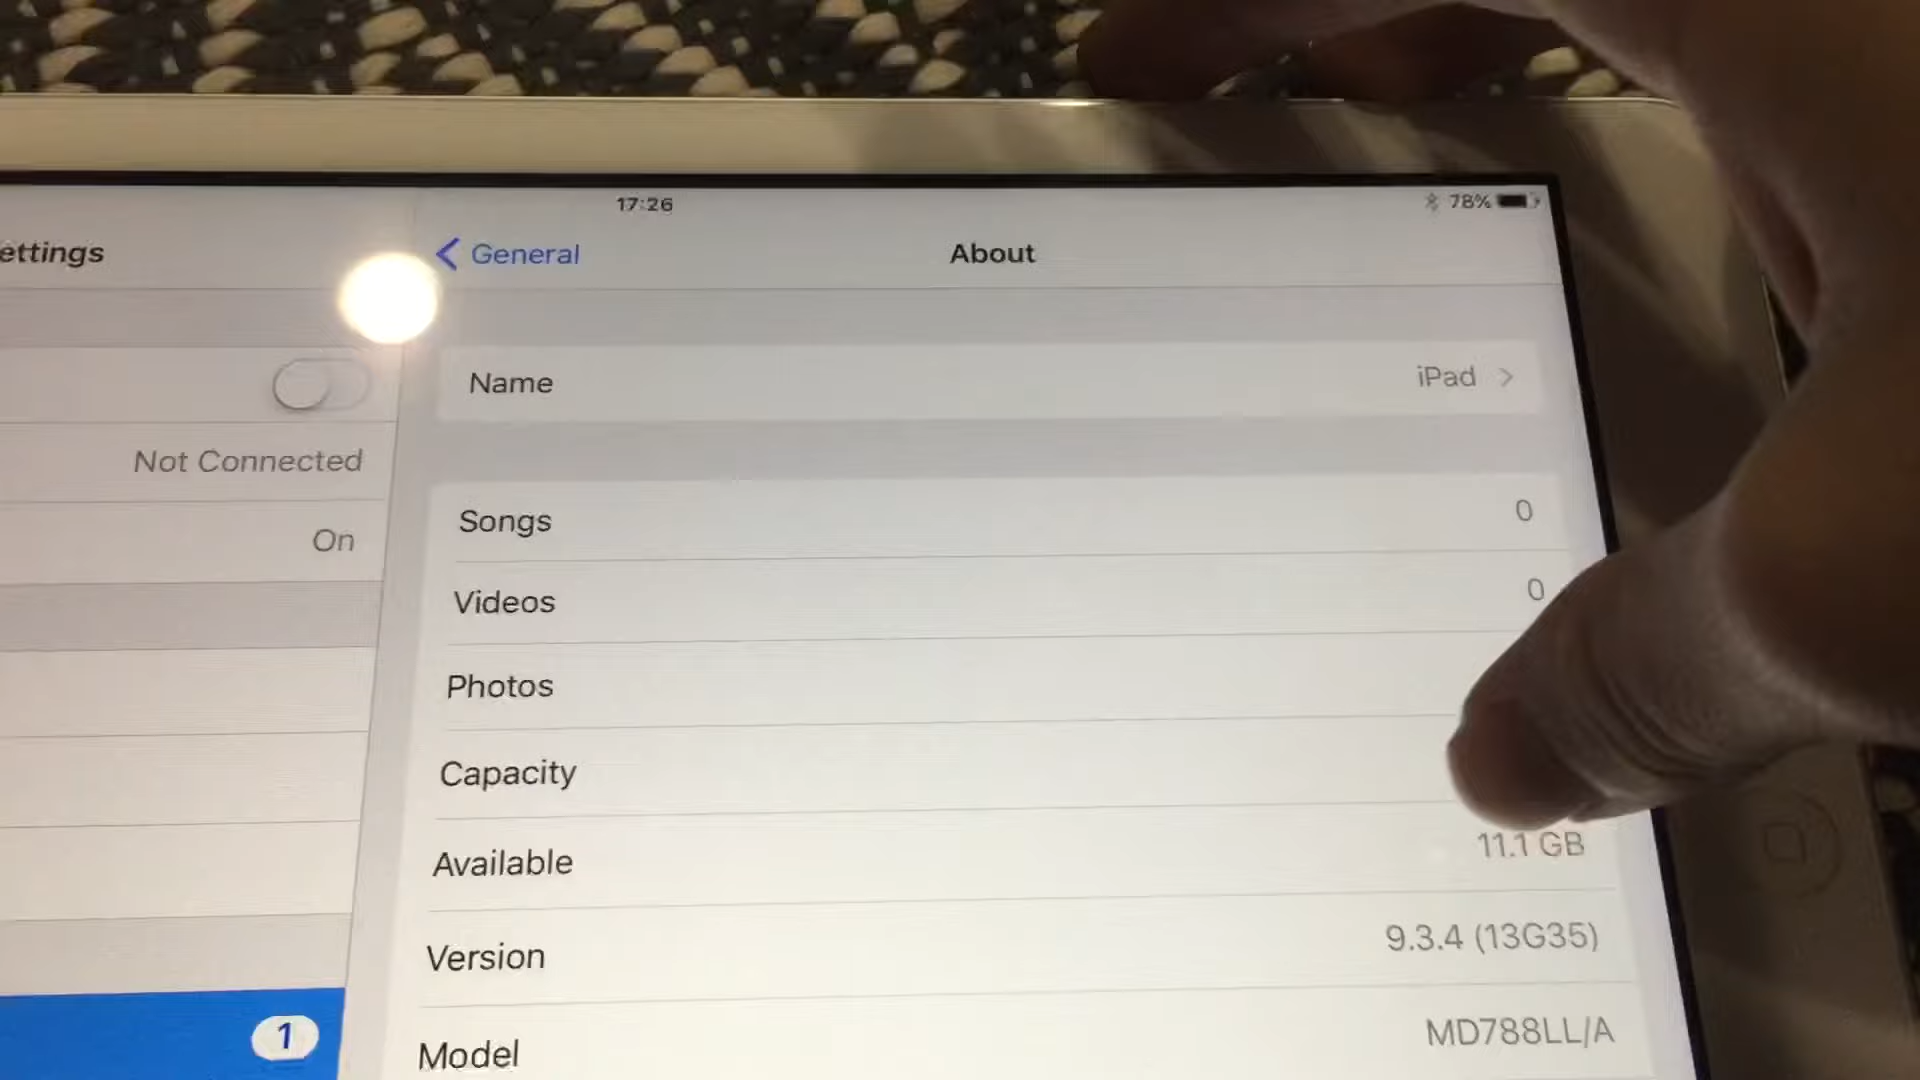 17:26
78%
ettings
General
About
Name
iPad
Not Connected
Songs
0
On
Videos
0
Photos
Capacity
Available
11.1 GB
Version
9.3.4 (13G35)
1
Model
MD788LL/A